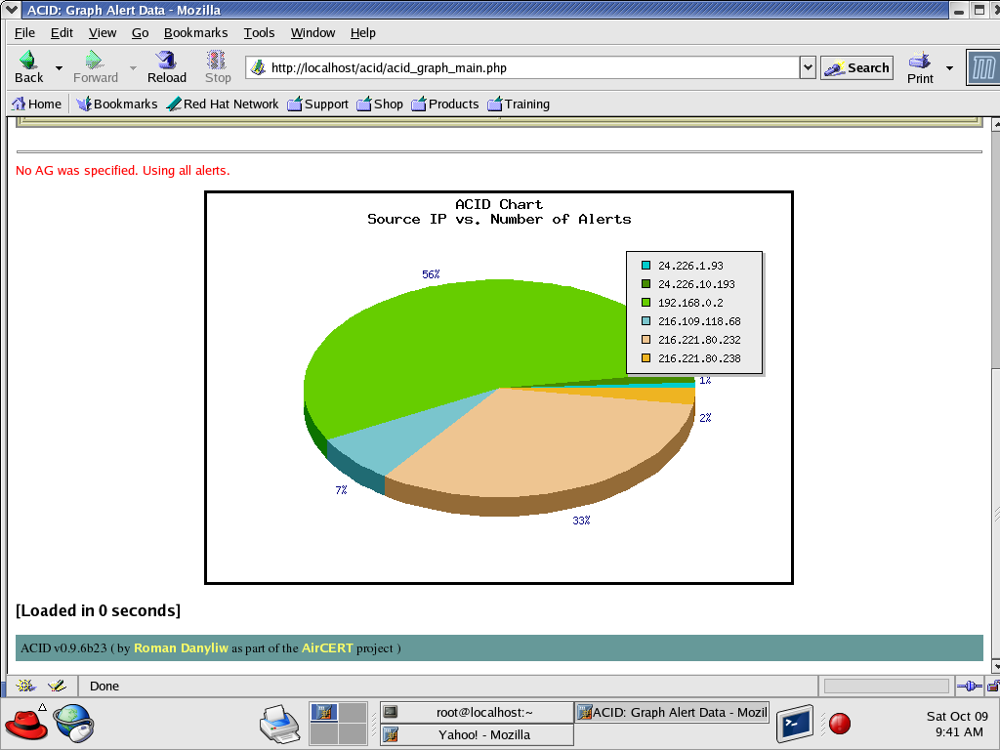 ACID: Graph Alert Data - Mozilla
File Edit View Go Bookmarks Tools Window Help
Back Forward Reload Stop http://localhost/acid/acid_graph_main.php Search Print
Home Bookmarks Red Hat Network Support Shop Products Training
No AG was specified. Using all alerts.
ACID Chart
Source IP vs. Number of Alerts
24.226.1.93
24.226.10.193
192.168.0.2
216.109.118.68
216.221.80.232
216.221.80.238
56%
1%
2%
7%
33%
[Loaded in 0 seconds]
ACID v0.9.6b23 ( by Roman Danyliw as part of the AirCERT project )
Done
root@localhost:~
ACID: Graph Alert Data - Mozil
Yahoo! - Mozilla
Sat Oct 09
9:41 AM